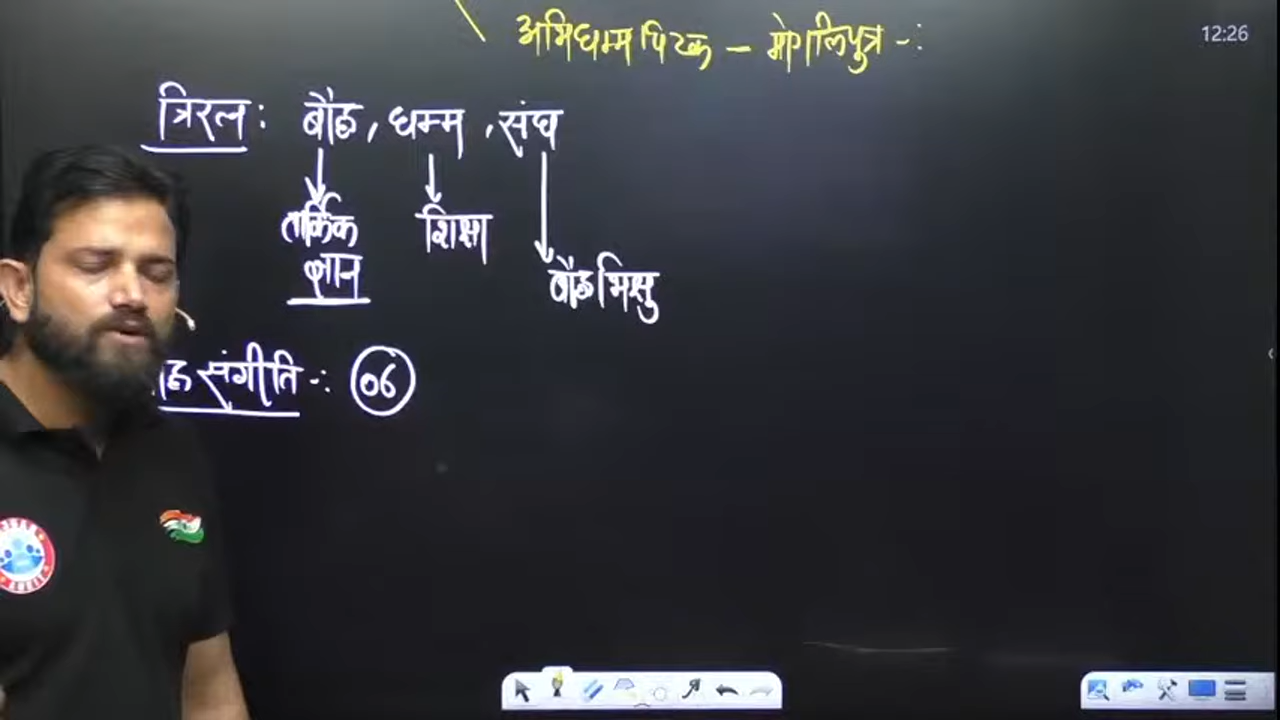 अभिधम्म पिटक – मोगलिपुत्र -:
12:26
त्रिरत्न : बौद्ध , धम्म , संघ
तार्किक शिक्षा
ज्ञान बौद्ध भिक्षु
संगीति -: 06